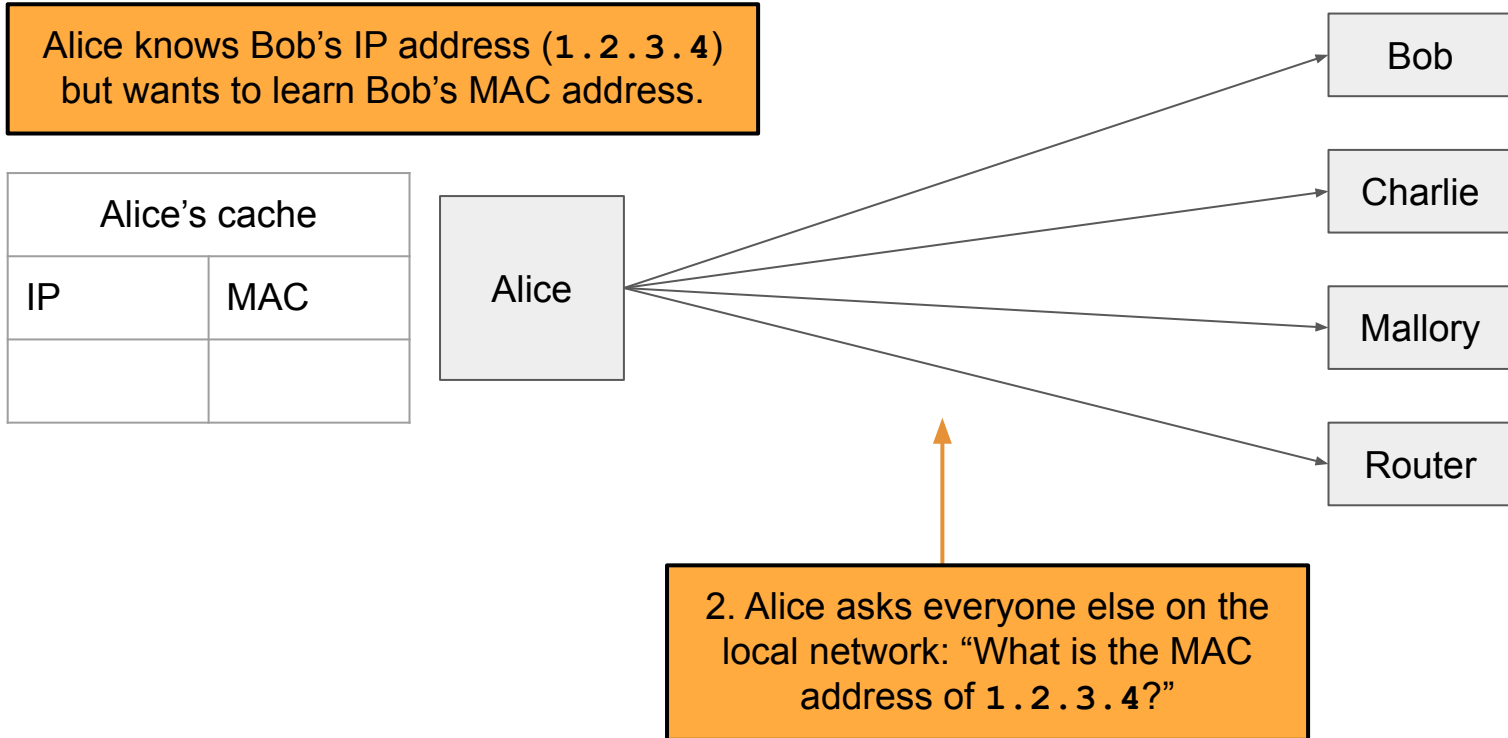 Alice knows Bob’s IP address (1.2.3.4)
but wants to learn Bob’s MAC address.
Alice’s cache
IP
MAC
Alice
Bob
Charlie
Mallory
Router
2. Alice asks everyone else on the
local network: “What is the MAC
address of 1.2.3.4?”